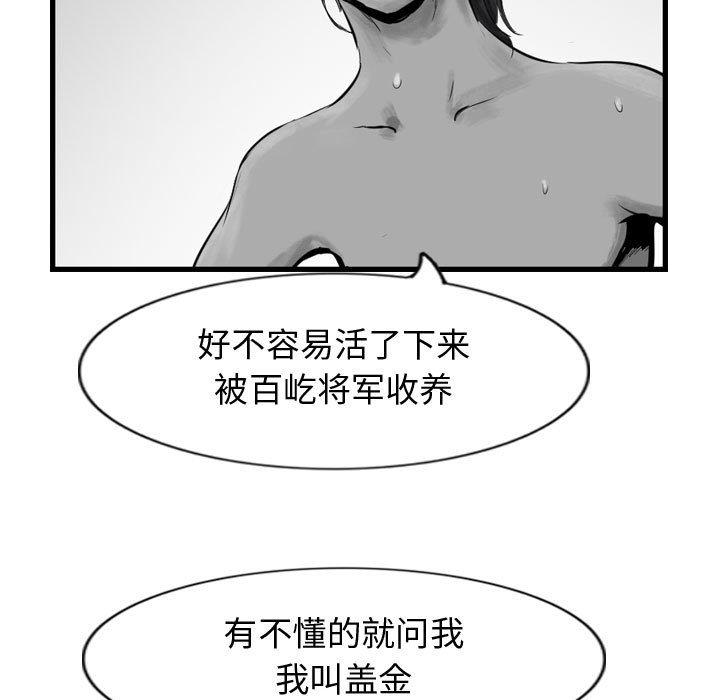 好不容易活了下来
被百屹将军收养
有不懂的就问我
我叫盖金